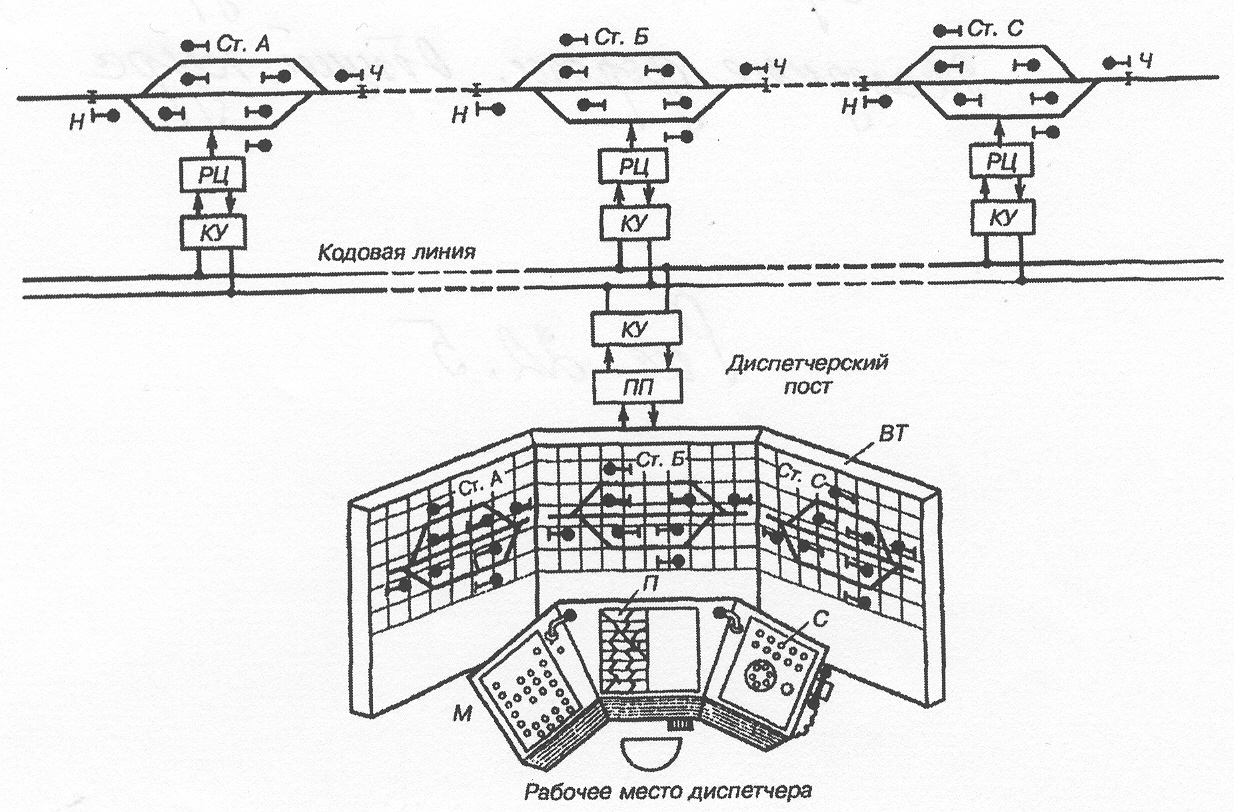 Ст. А
Ст. Б
Ст. С
Ч
Ч
Ч
Н
Н
Н
РЦ
РЦ
РЦ
КУ
КУ
КУ
Кодовая линия
КУ
Диспетчерский
пост
ПП
ВТ
Ст. А
Ст. Б
Ст. С
П
С
М
Рабочее место диспетчера